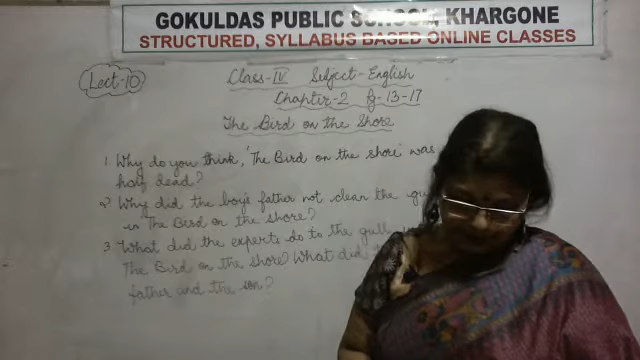 GOKULDAS PUBLIC SCHOOL, KHARGONE
STRUCTURED, SYLLABUS BASED ONLINE CLASSES
Lect-10
Class-IV Subject-English
Chapter-2 Pg-13-17
The Bird on the Shore
1. Why do you think, 'The Bird on the shore' was
half dead?
2) Why did the boy's father not clean the gu
in The Bird on the shore?
3 What did the experts do to the gull
The Bird on the shore? What did
father and the son?